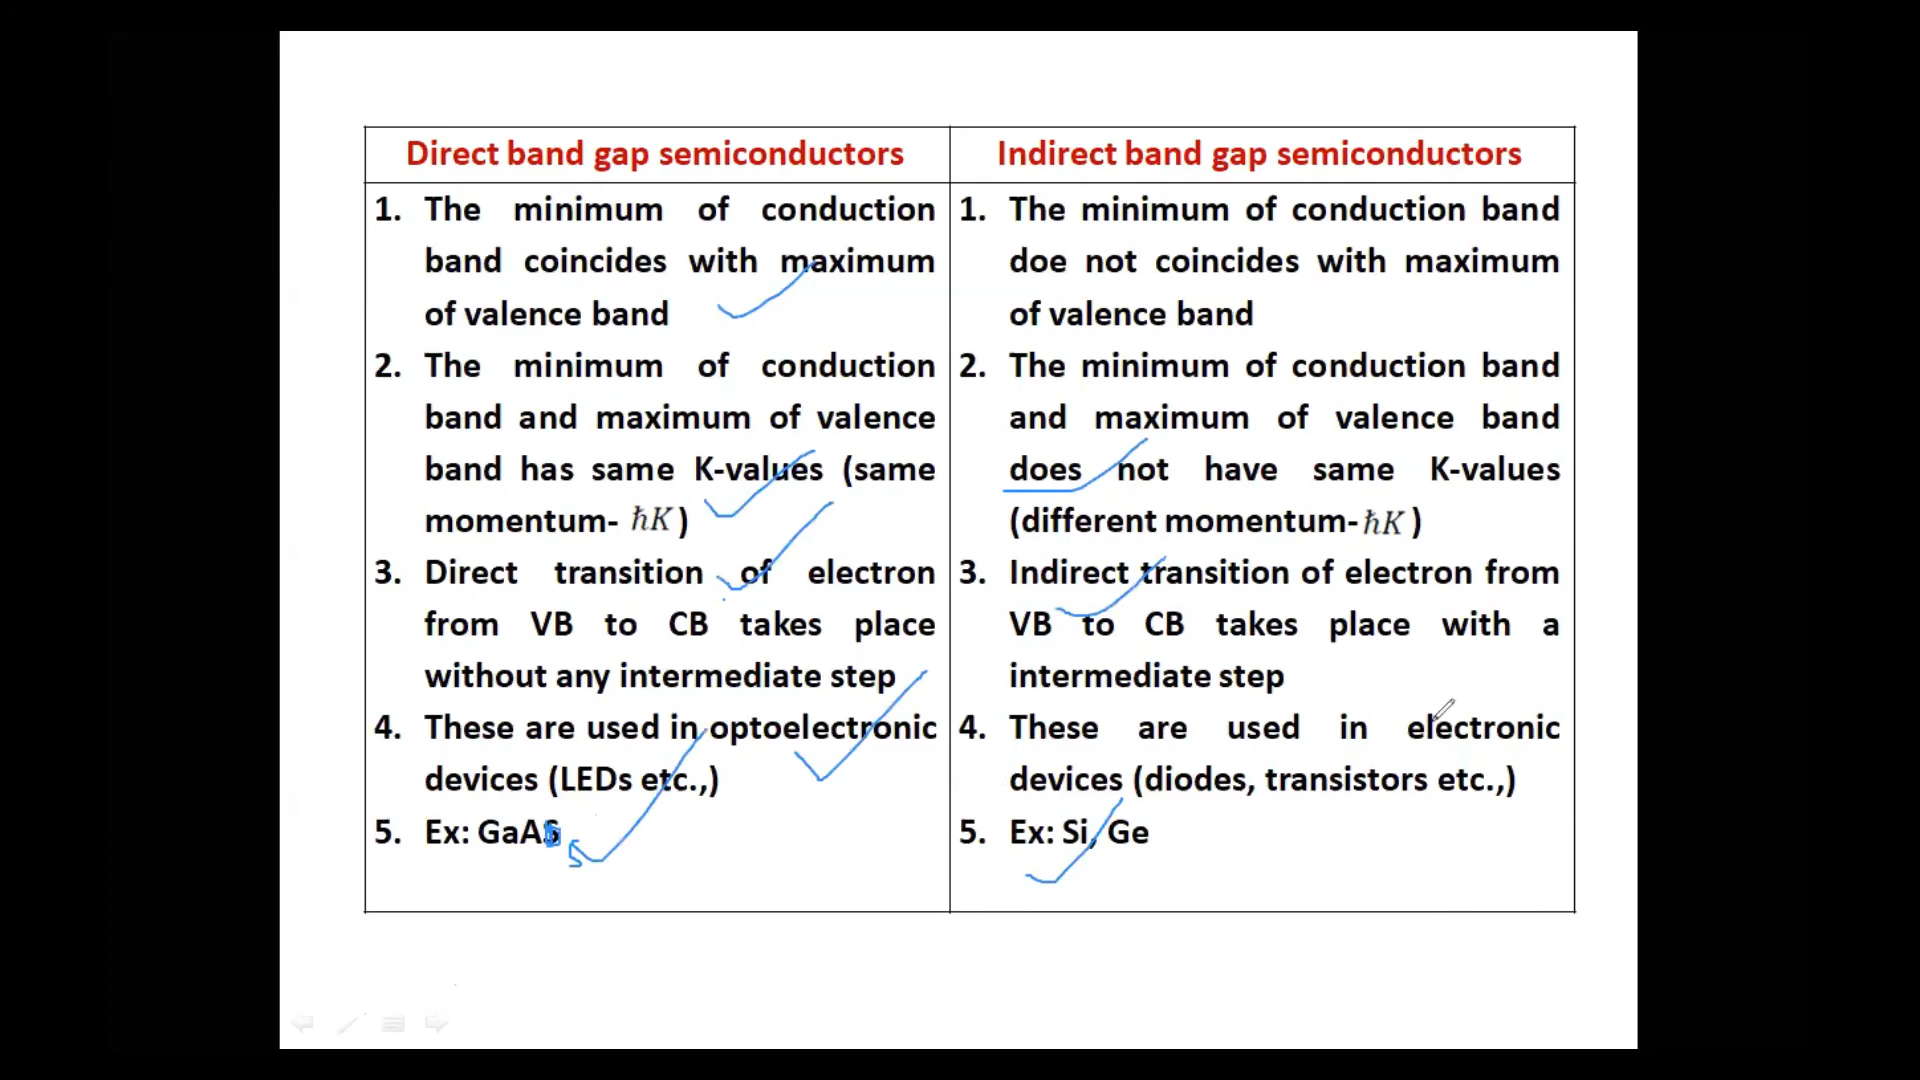 Direct band gap semiconductors
1. The minimum of conduction
band coincides with maximum
of valence band
2. The minimum of conduction
band and maximum of valence
band has same K-values (same
momentum- ℏK )
3. Direct transition of electron
from VB to CB takes place
without any intermediate step
4. These are used in optoelectronic
devices (LEDs etc.,)
5. Ex: GaAS
s
Indirect band gap semiconductors
1. The minimum of conduction band
doe not coincides with maximum
of valence band
2. The minimum of conduction band
and maximum of valence band
does not have same K-values
(different momentum- ℏK )
3. Indirect transition of electron from
VB to CB takes place with a
intermediate step
4. These are used in electronic
devices (diodes, transistors etc.,)
5. Ex: Si, Ge